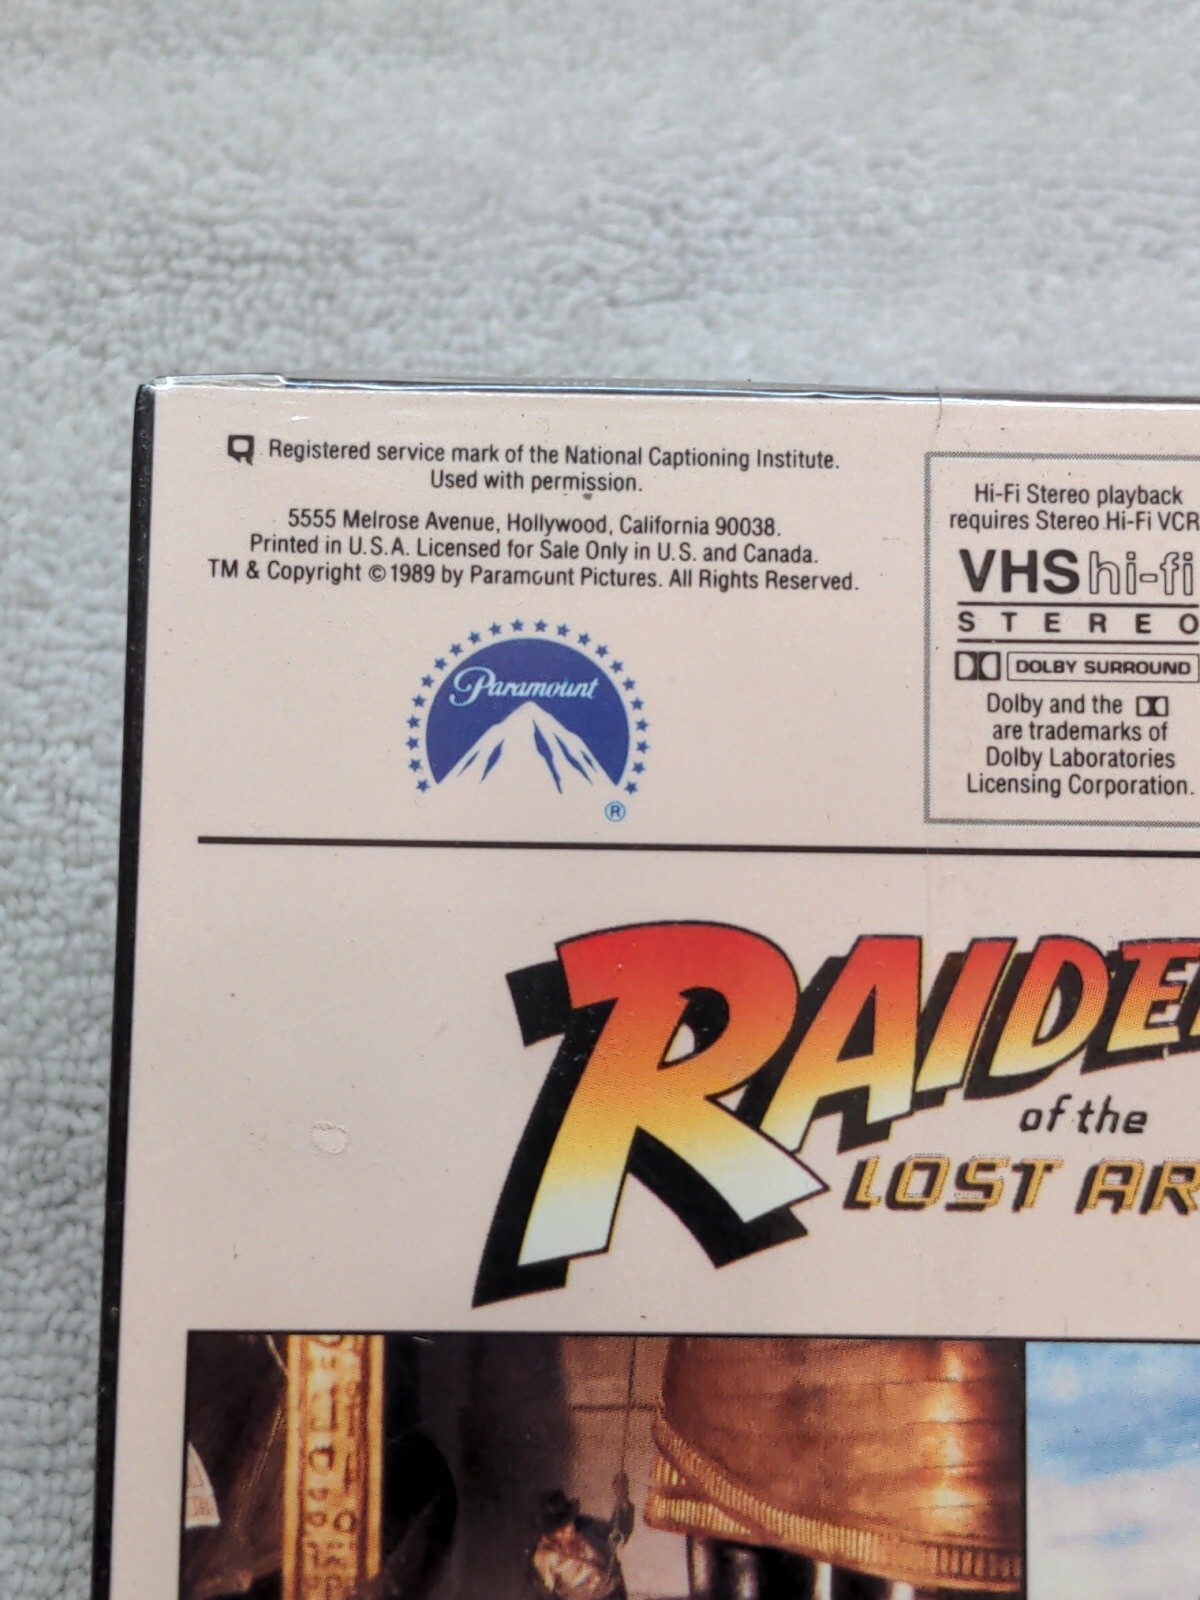 Registered service mark of the National Captioning Institute.
Used with permission.
5555 Melrose Avenue, Hollywood, California 90038.
Printed in U.S.A. Licensed for Sale Only in U.S. and Canada.
TM & Copyright ©1989 by Paramount Pictures. All Rights Reserved.
Paramount
®
Hi-Fi Stereo playback
requires Stereo Hi-Fi VCR
VHS hi-fi
STEREO
DOLBY SURROUND
Dolby and the
are trademarks of
Dolby Laboratories
Licensing Corporation.
RAIDE
of the
LOST AR